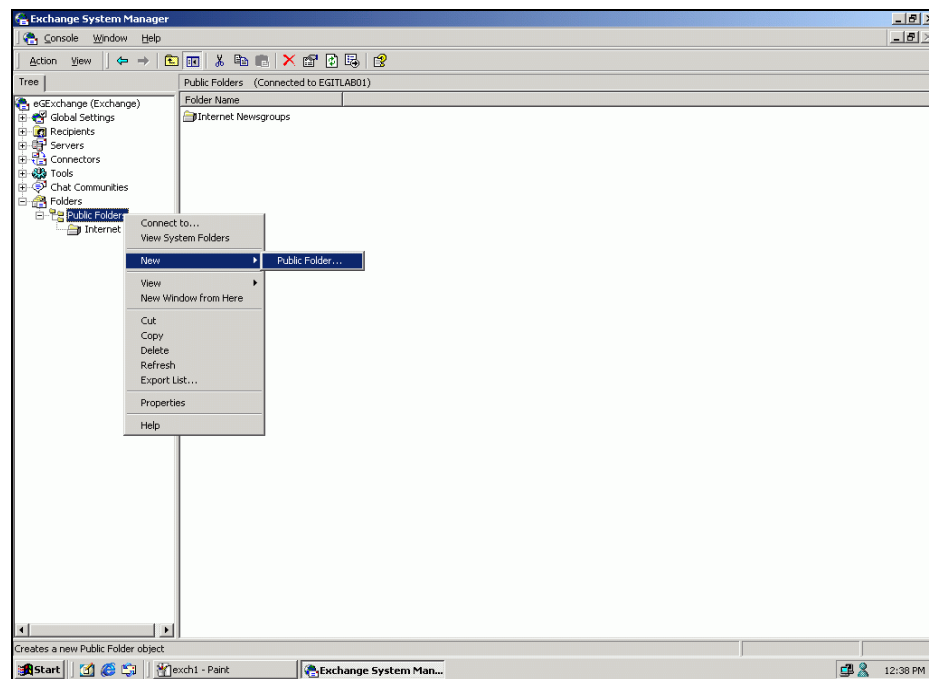 Exchange System Manager
Console Window Help
Action View
Tree
Public Folders (Connected to EGITLAB01)
Folder Name
eGExchange (Exchange)
Internet Newsgroups
Global Settings
Recipients
Servers
Connectors
Tools
Chat Communities
Folders
Public Folders
Internet
Connect to...
View System Folders
New
Public Folder...
View
New Window from Here
Cut
Copy
Delete
Refresh
Export List...
Properties
Help
Creates a new Public Folder object
Start
exch1 - Paint
Exchange System Man...
12:38 PM